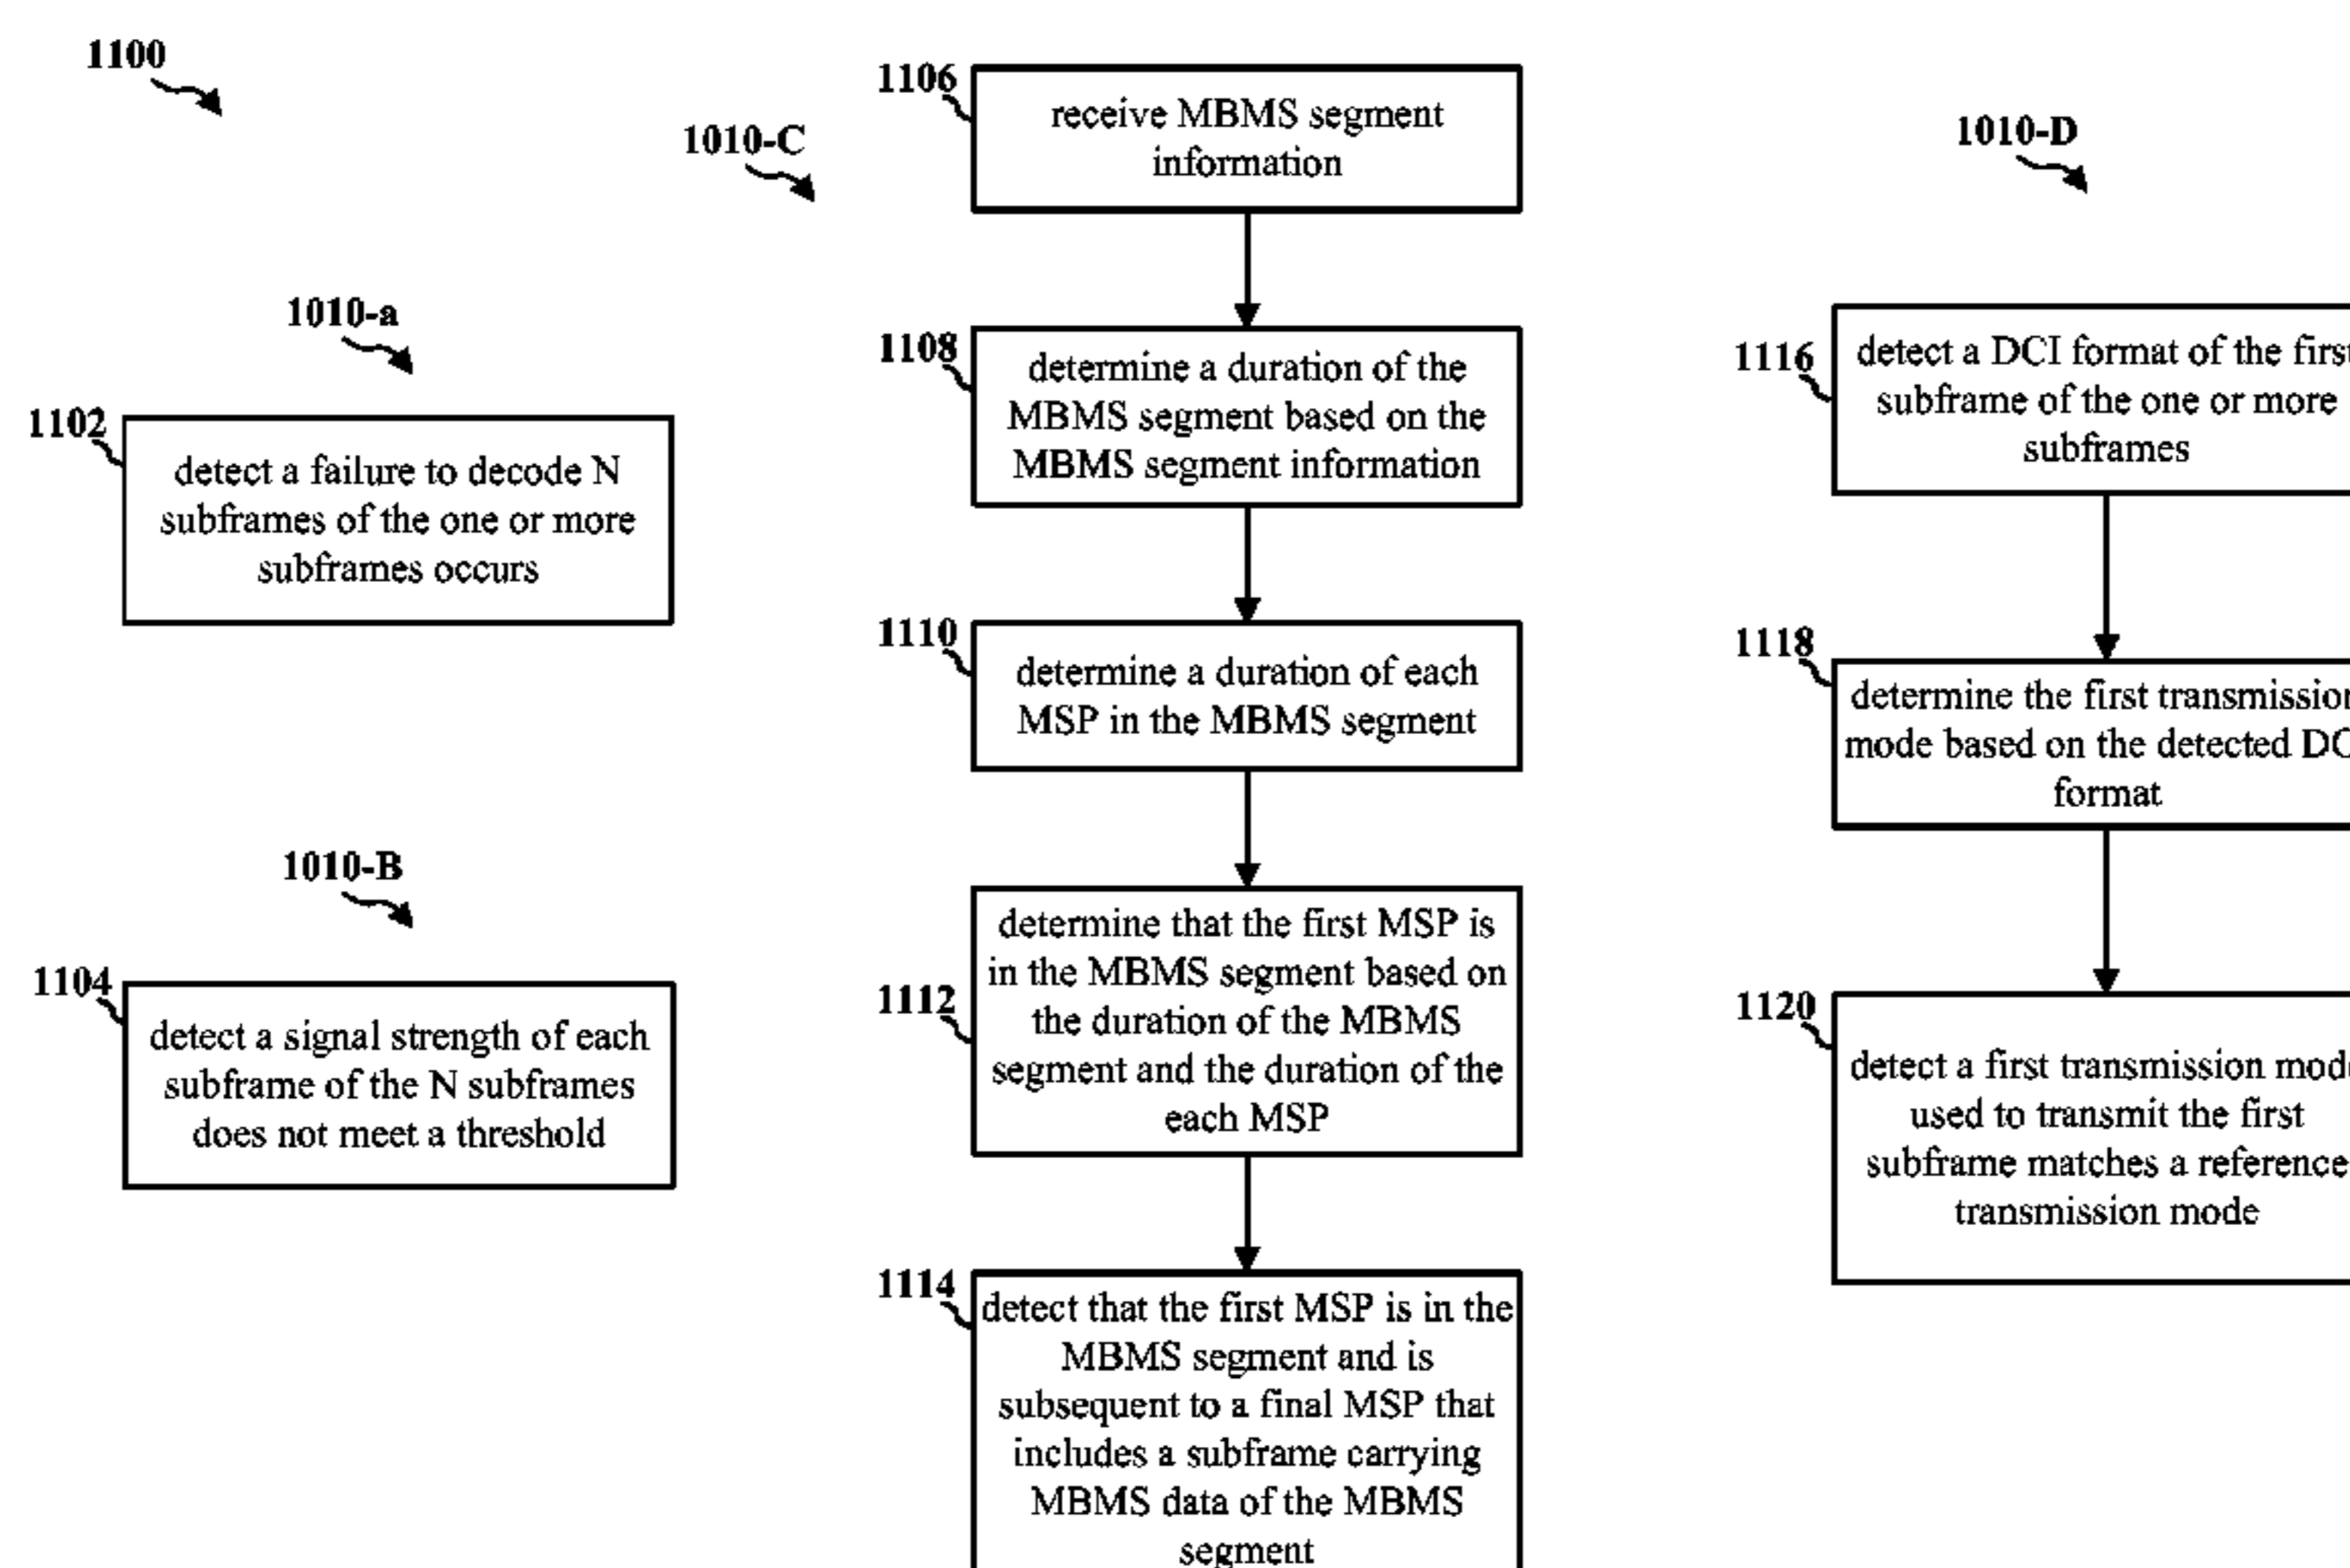 1100
1010-a
1102
detect a failure to decode N
subframes of the one or more
subframes occurs
1010-B
1104
detect a signal strength of each
subframe of the N subframes
does not meet a threshold
1010-C
1106
receive MBMS segment
information
1108
determine a duration of the
MBMS segment based on the
MBMS segment information
1110
determine a duration of each
MSP in the MBMS segment
1112
determine that the first MSP is
in the MBMS segment based on
the duration of the MBMS
segment and the duration of the
each MSP
1114
detect that the first MSP is in the
MBMS segment and is
subsequent to a final MSP that
includes a subframe carrying
MBMS data of the MBMS
segment
1010-D
1116
detect a DCI format of the first
subframe of the one or more
subframes
1118
determine the first transmission
mode based on the detected
format
1120
detect a first transmission mode
used to transmit the first
subframe matches a reference
transmission mode